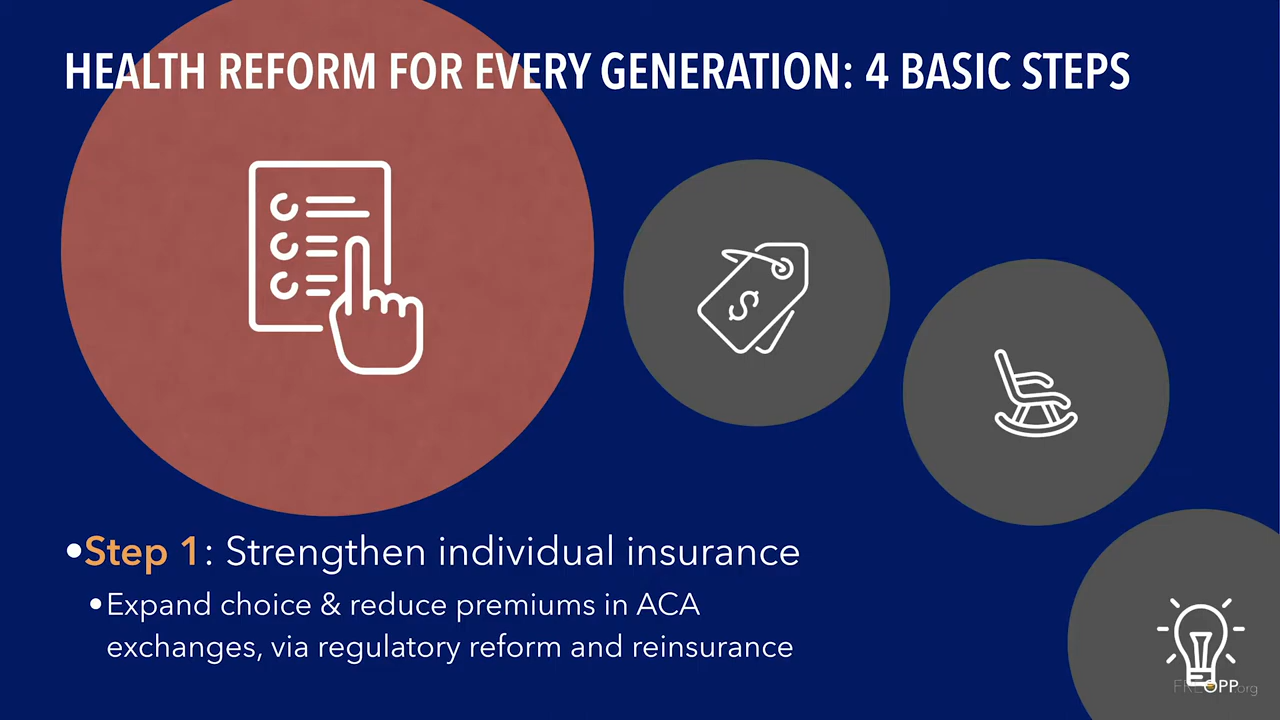 HEALTH REFORM FOR EVERY GENERATION: 4 BASIC STEPS
$
•Step 1: Strengthen individual insurance
•Expand choice & reduce premiums in ACA
exchanges, via regulatory reform and reinsurance
FREOPP.org